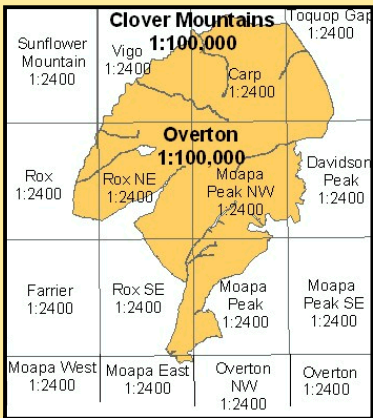 Clover Mountains
1:100,000
Toquop Gap
1:2400
Sunflower
Mountain
1:2400
Vigo
1:2400
Carp
1:2400
Overton
1:100,000
Rox
1:2400
Rox NE
1:2400
Moapa
Peak NW
1:2400
Davidson
Peak
1:2400
Farrier
1:2400
Rox SE
1:2400
Moapa
Peak
1:2400
Moapa
Peak SE
1:2400
Moapa West
1:2400
Moapa East
1:2400
Overton
NW
1:2400
Overton
1:2400